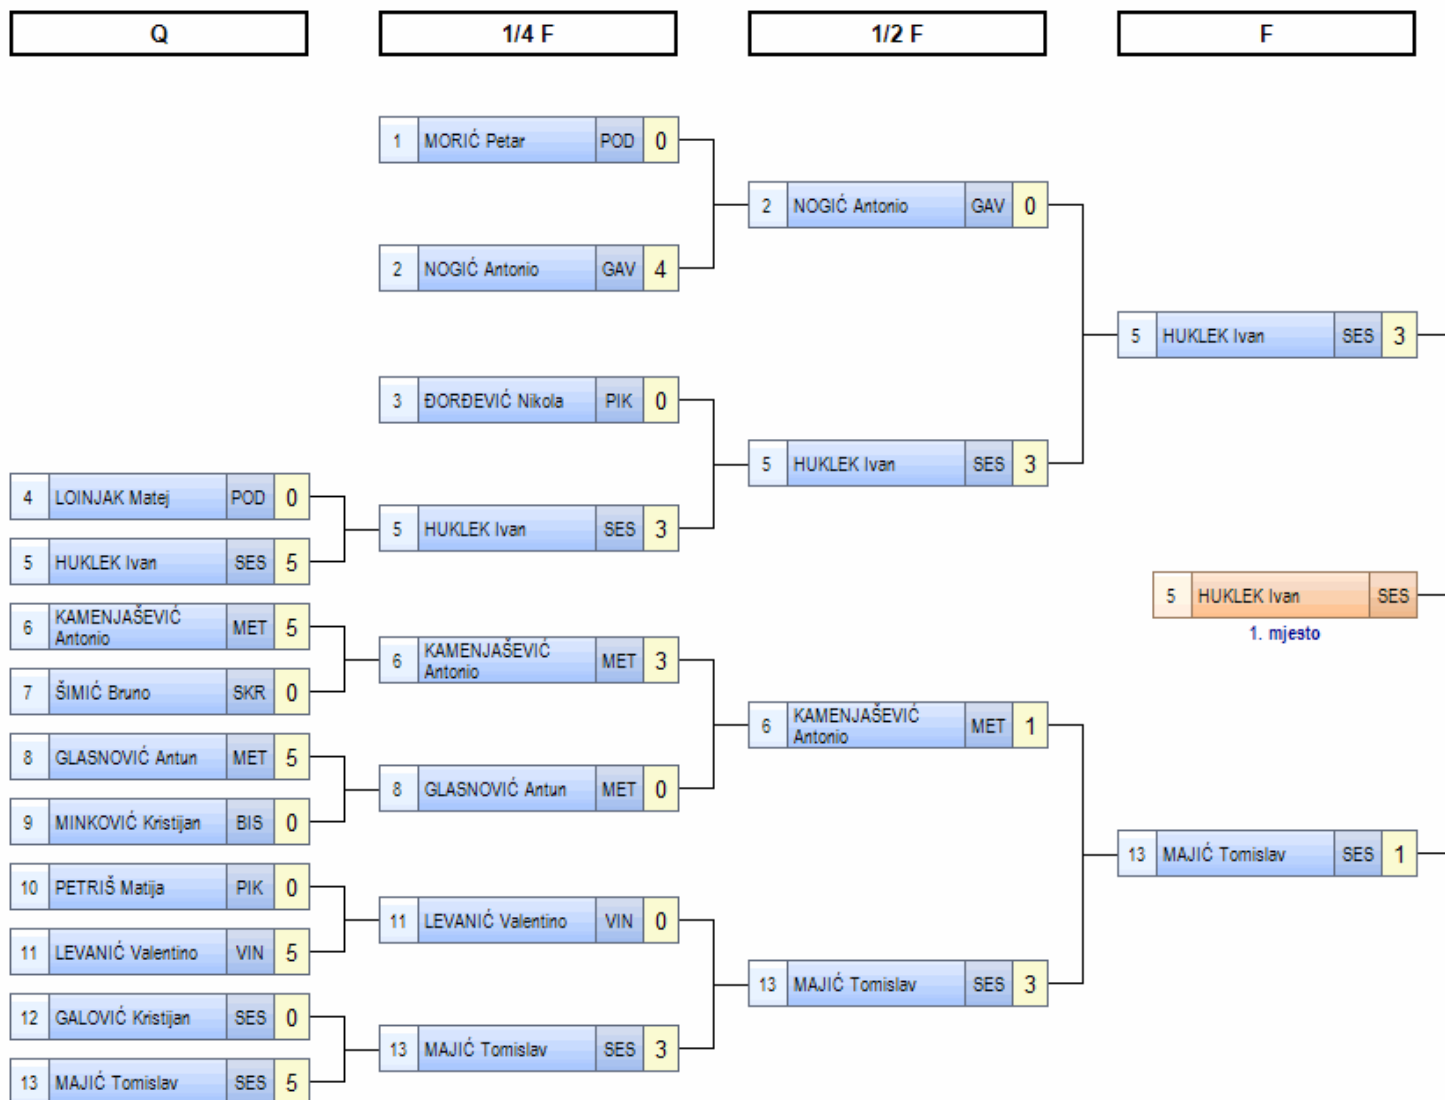 Q
1/4 F
1/2 F
F
1 MORIĆ Petar POD 0
2 NOGIĆ Antonio GAV 0
2 NOGIĆ Antonio GAV 4
5 HUKLEK Ivan SES 3
3 ĐORĐEVIĆ Nikola PIK 0
5 HUKLEK Ivan SES 3
4 LOINJAK Matej POD 0
5 HUKLEK Ivan SES 3
5 HUKLEK Ivan SES 5
5 HUKLEK Ivan SES
1. mjesto
6 KAMENJAŠEVIĆ
Antonio MET 5
6 KAMENJAŠEVIĆ
Antonio MET 3
7 ŠIMIĆ Bruno SKR 0
6 KAMENJAŠEVIĆ
Antonio MET 1
8 GLASNOVIĆ Antun MET 5
8 GLASNOVIĆ Antun MET 0
9 MINKOVIĆ Kristijan BIS 0
13 MAJIĆ Tomislav SES 1
10 PETRIŠ Matija PIK 0
11 LEVANIĆ Valentino VIN 0
11 LEVANIĆ Valentino VIN 5
13 MAJIĆ Tomislav SES 3
12 GALOVIĆ Kristijan SES 0
13 MAJIĆ Tomislav SES 3
13 MAJIĆ Tomislav SES 5